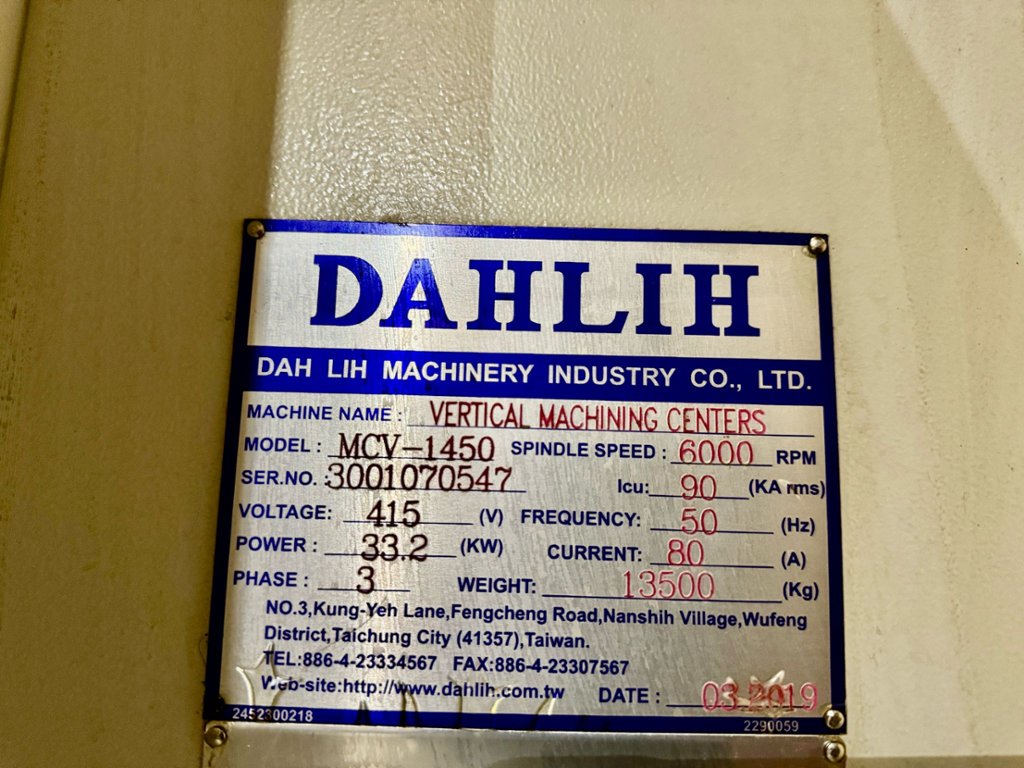 DAHLIH
DAH LIH MACHINERY INDUSTRY CO., LTD.
MACHINE NAME : VERTICAL MACHINING CENTERS
MODEL : MCV-1450 SPINDLE SPEED : 6000 RPM
SER.NO. : 3001070547 Icu: 90 (KA rms)
VOLTAGE: 415 (V) FREQUENCY: 50 (Hz)
POWER : 33.2 (KW) CURRENT: 80 (A)
PHASE : 3 WEIGHT: 13500 (Kg)
NO.3,Kung-Yeh Lane,Fengcheng Road,Nanshih Village,Wufeng
District,Taichung City (41357),Taiwan.
TEL:886-4-23334567 FAX:886-4-23307567
Web-site:http://www.dahlih.com.tw DATE : 03.2019
2452300218 2290059